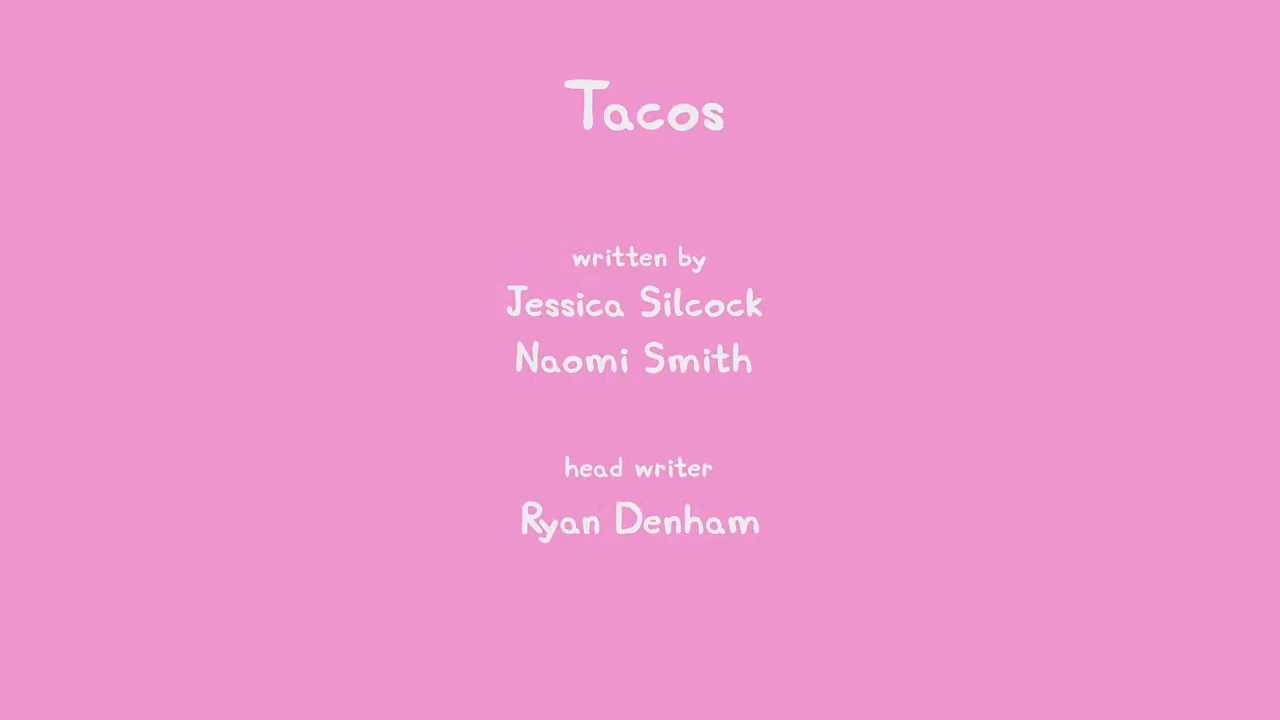 Tacos
written by
Jessica Silcock
Naomi Smith
head writer
Ryan Denham